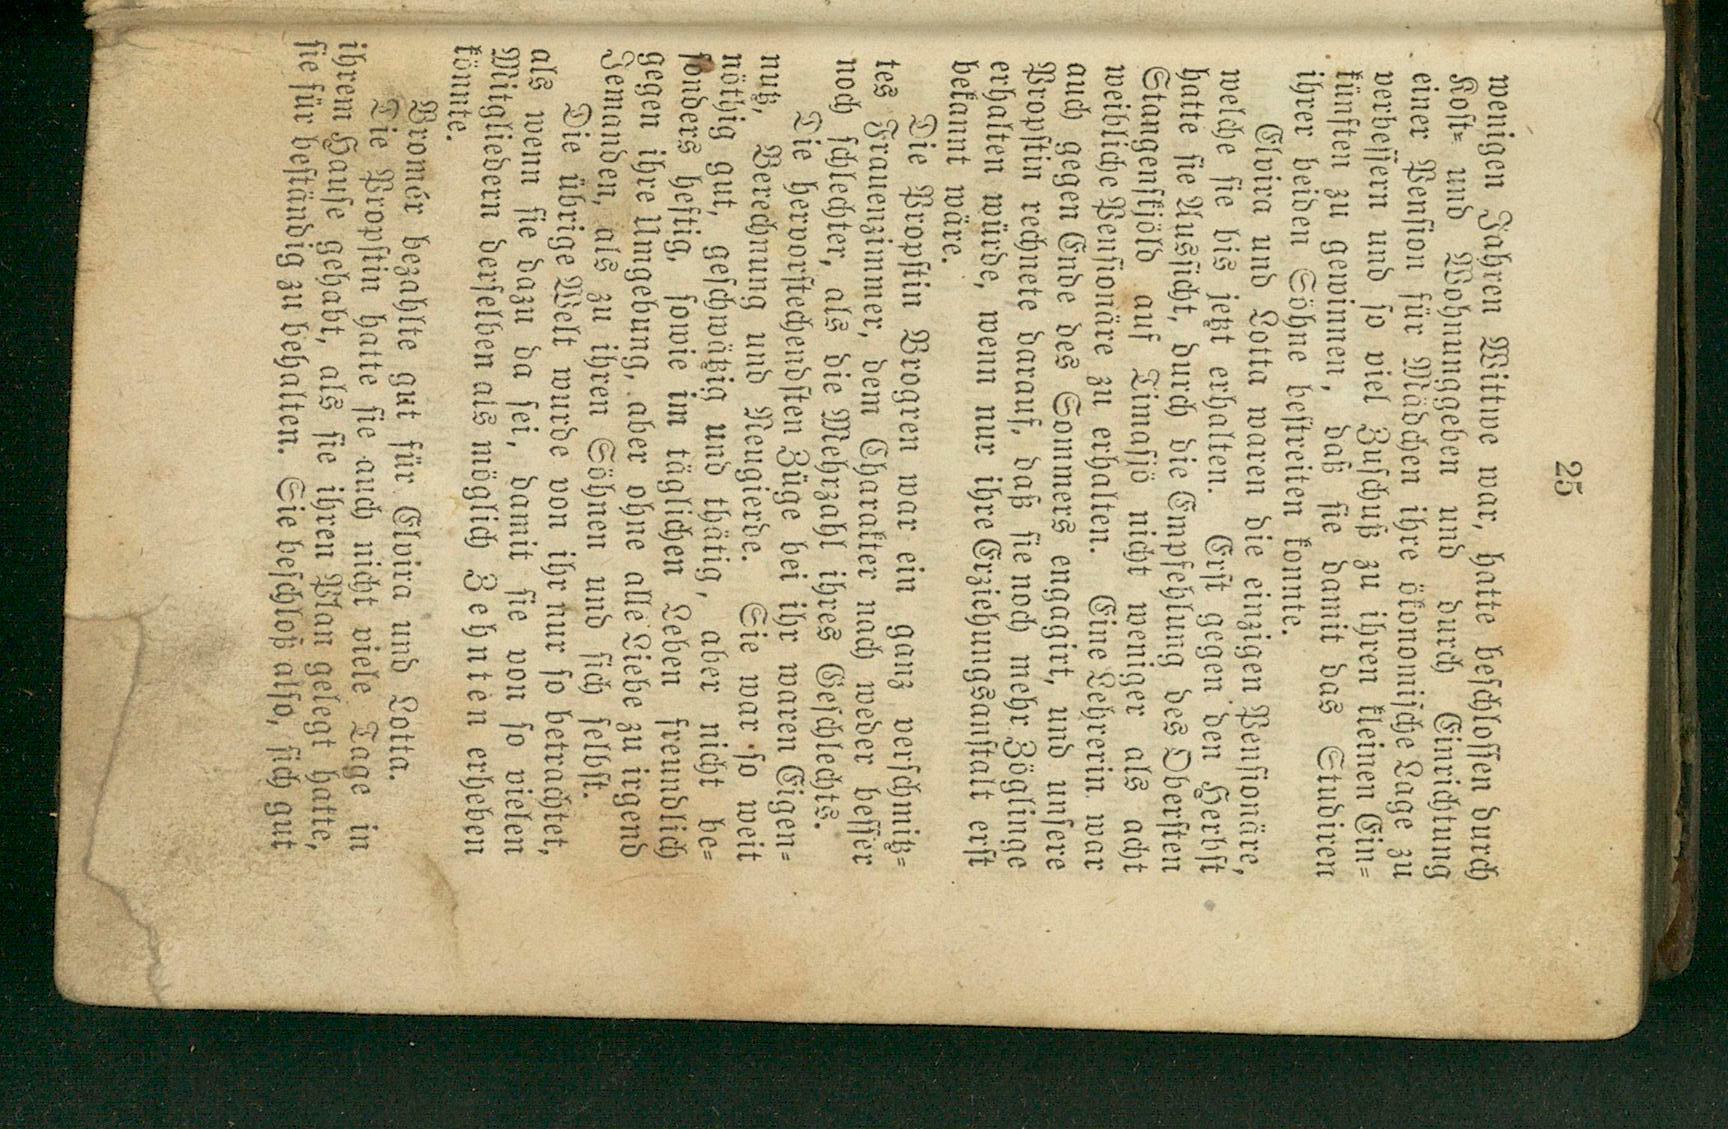 25
wenigen Jahren Wittwe war, hatte beschlossen durch
Kost- und Wohnunggeben und durch Einrichtung
einer Pension für Mädchen ihre ökonomische Lage zu
verbessern und so viel Zuschuß zu ihren kleinen Ein-
künften zu gewinnen, daß sie damit das Studiren
ihrer beiden Söhne bestreiten konnte.
Elvira und Lotta waren die einzigen Pensionäre,
welche sie bis jetzt erhalten. Erst gegen den Herbst
hatte sie Aussicht, durch die Empfehlung des Obersten
Stangenskjöld auf Timasjö nicht weniger als acht
weibliche Pensionäre zu erhalten. Eine Lehrerin war
auch gegen Ende des Sommers engagirt, und unsere
Propstin rechnete darauf, daß sie noch mehr Zöglinge
erhalten würde, wenn nur ihre Erziehungsanstalt erst
bekannt wäre.
Die Propstin Brogren war ein ganz verschmitz-
tes Frauenzimmer, dem Charakter nach weder besser
noch schlechter, als die Mehrzahl ihres Geschlechts.
Die hervorstechendsten Züge bei ihr waren Eigen-
nutz, Berechnung und Neugierde. Sie war so weit
nöthig gut, geschwätzig und thätig, aber nicht be-
sonders heftig, sowie im täglichen Leben freundlich
gegen ihre Umgebung, aber ohne alle Liebe zu irgend
Jemanden, als zu ihren Söhnen und sich selbst.
Die übrige Welt wurde von ihr nur so betrachtet,
als wenn sie dazu da sei, damit sie von so vielen
Mitgliedern derselben als möglich Zehnten erheben
könnte.
Bromér bezahlte gut für Elvira und Lotta.
Die Propstin hatte sie auch nicht viele Tage in
ihrem Hause gehabt, als sie ihren Plan gelegt hatte,
sie für beständig zu behalten. Sie beschloß also, sich gut